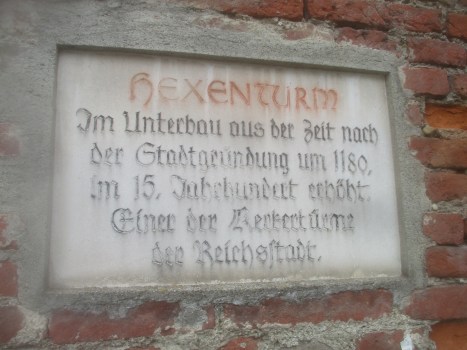 HEXENTURM
Im Unterbau aus der Zeit nach
der Stadtgründung um 1180,
im 15. Jahrhundert erhöht.
Einer der Kerkertürme
der Reichsstadt.